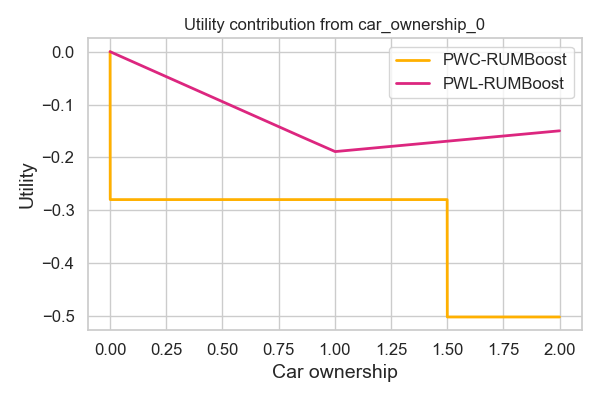 Utility contribution from car_ownership_0
PWC-RUMBoost
PWL-RUMBoost
0.0
−0.1
−0.2
−0.3
−0.4
−0.5
Utility
0.00 0.25 0.50 0.75 1.00 1.25 1.50 1.75 2.00
Car ownership